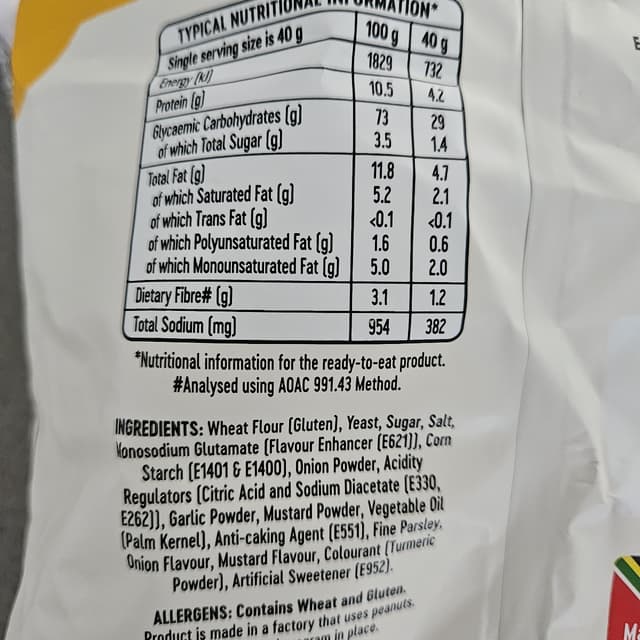 TYPICAL NUTRITIONAL INFORMATION*
Single serving size is 40 g 100 g 40 g
Energy (kJ) 1829 732
Protein (g) 10.5 4.2
Glycaemic Carbohydrates (g) 73 29
of which Total Sugar (g) 3.5 1.4
Total Fat (g) 11.8 4.7
of which Saturated Fat (g) 5.2 2.1
of which Trans Fat (g) <0.1 <0.1
of which Polyunsaturated Fat (g) 1.6 0.6
of which Monounsaturated Fat (g) 5.0 2.0
Dietary Fibre# (g) 3.1 1.2
Total Sodium (mg) 954 382
*Nutritional information for the ready-to-eat product.
#Analysed using AOAC 991.43 Method.
INGREDIENTS: Wheat Flour (Gluten), Yeast, Sugar, Salt,
Monosodium Glutamate (Flavour Enhancer (E621)), Corn
Starch (E1401 & E1400), Onion Powder, Acidity
Regulators (Citric Acid and Sodium Diacetate (E330,
E262)), Garlic Powder, Mustard Powder, Vegetable Oil
(Palm Kernel), Anti-caking Agent (E551), Fine Parsley,
Onion Flavour, Mustard Flavour, Colourant (Turmeric
Powder), Artificial Sweetener (E952).
ALLERGENS: Contains Wheat and Gluten.
Product is made in a factory that uses peanuts.
in place.